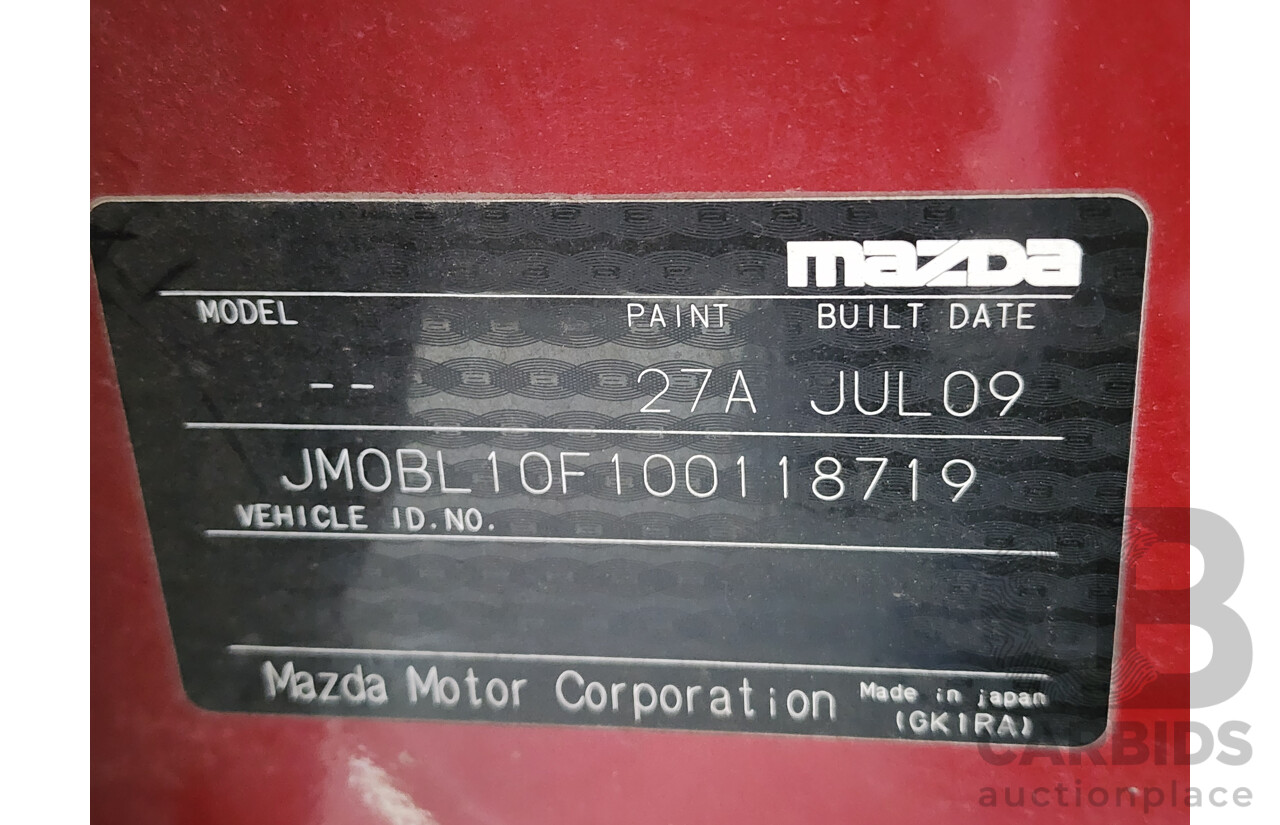 mazda
MODEL PAINT BUILT DATE
-- 27A JUL09
JM0BL10F100118719
VEHICLE ID.NO.
Mazda Motor Corporation Made in japan
(GK1RA)
B
CARBIDS
auctionplace